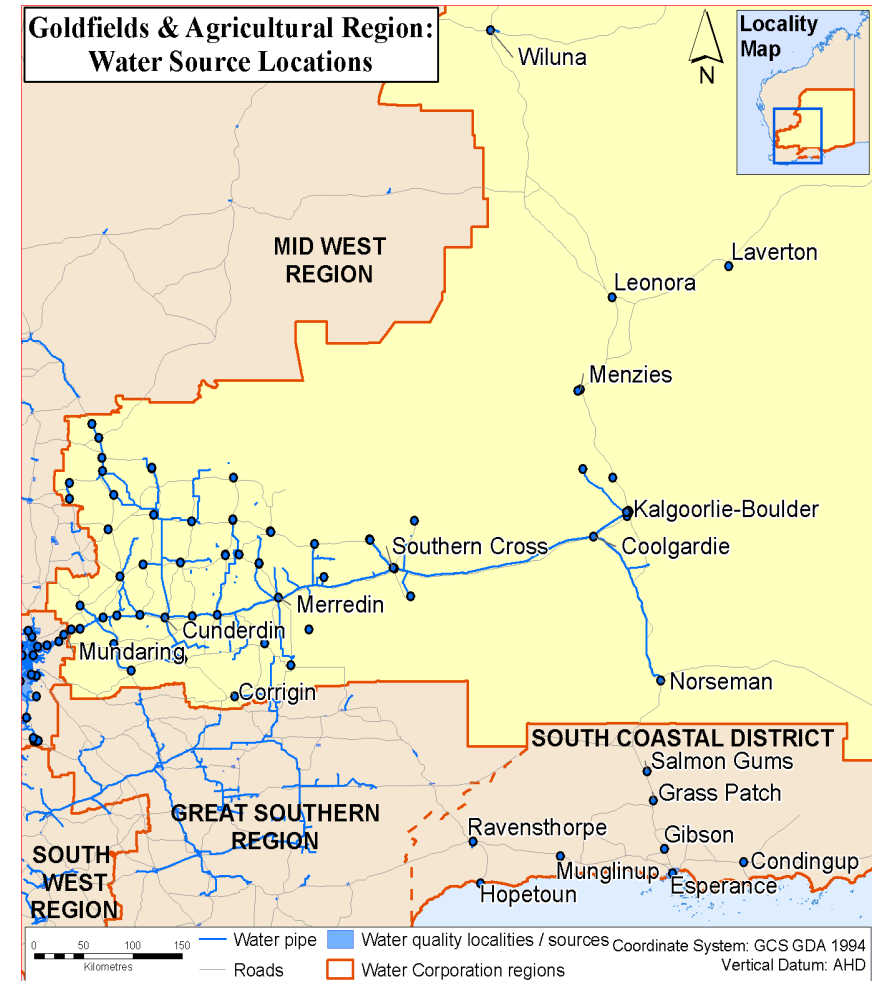 Goldfields & Agricultural Region:
Water Source Locations
Locality
Map
N
Wiluna
MID WEST
REGION
Laverton
Leonora
Menzies
Kalgoorlie-Boulder
Southern Cross
Coolgardie
Merredin
Cunderdin
Mundaring
Corrigin
Norseman
SOUTH COASTAL DISTRICT
Salmon Gums
Grass Patch
GREAT SOUTHERN
REGION
Ravensthorpe
Gibson
SOUTH
WEST
REGION
Munglinup
Condingup
Esperance
Hopetoun
0 50 100 150
Kilometres
Water pipe
Roads
Water quality localities / sources
Water Corporation regions
Coordinate System: GCS GDA 1994
Vertical Datum: AHD